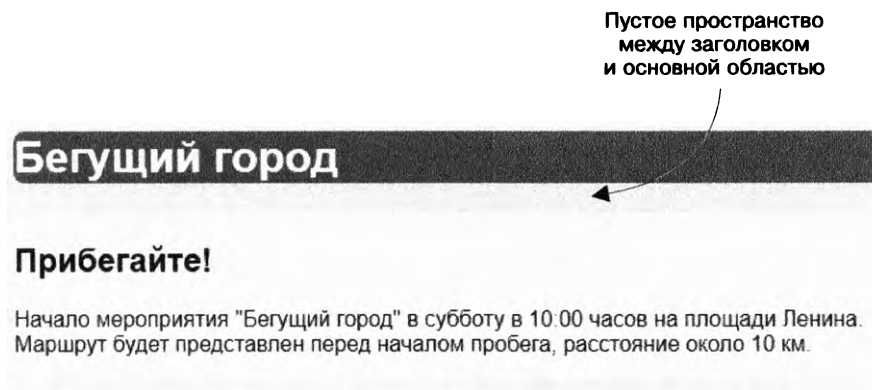 Пустое пространство
между заголовком
и основной областью
Бегущий город
Прибегайте!
Начало мероприятия "Бегущий город" в субботу в 10:00 часов на площади Ленина.
Маршрут будет представлен перед началом пробега, расстояние около 10 км.